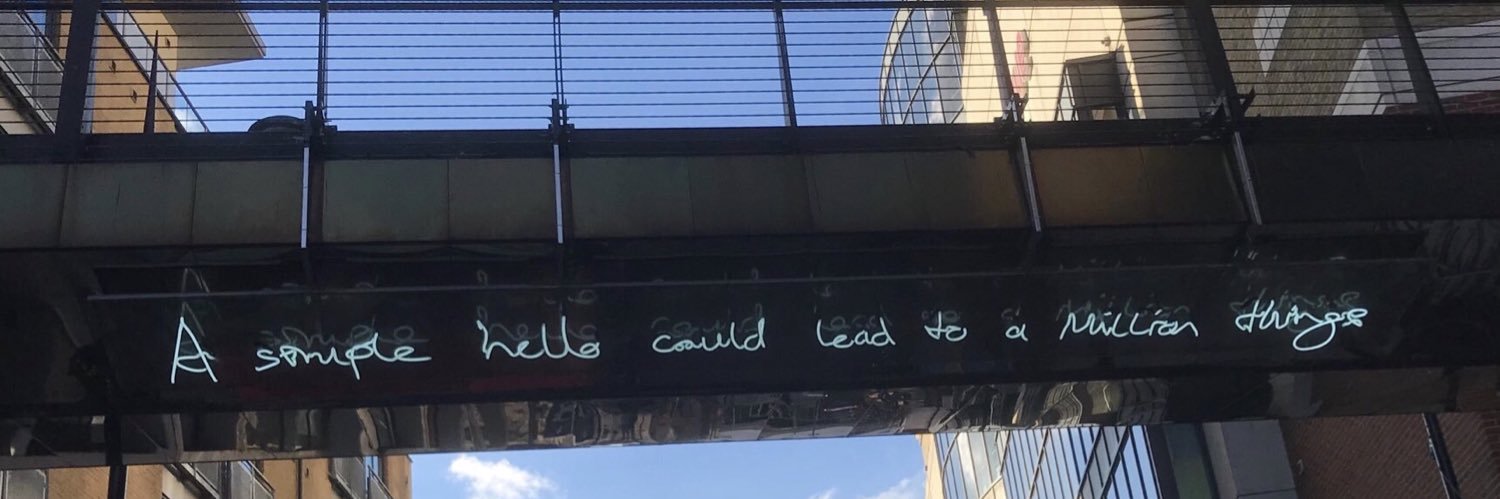 A simple hello could lead to a Million things